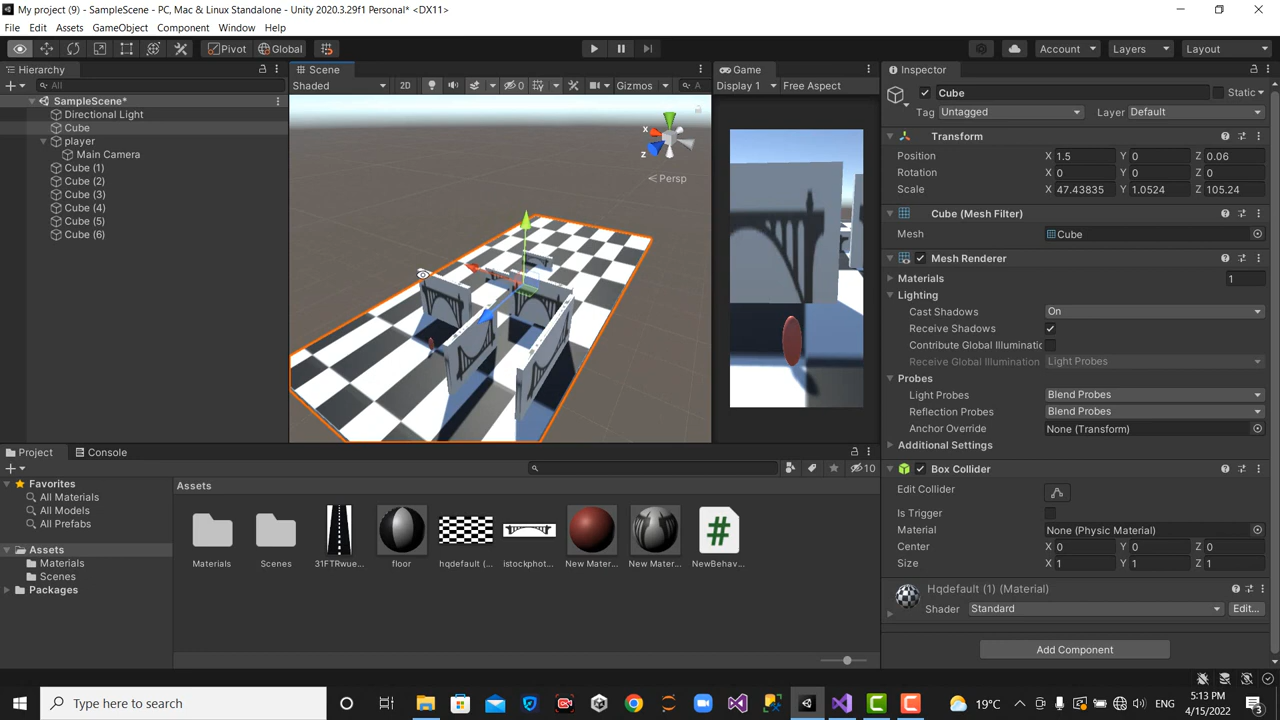 My project (9) - SampleScene - PC, Mac & Linux Standalone - Unity 2020.3.29f1 Personal* <DX11>
File Edit Assets GameObject Component Window Help
Pivot Global Account Layers Layout
Hierarchy
All
SampleScene*
Directional Light
Cube
player
Main Camera
Cube (1)
Cube (2)
Cube (3)
Cube (4)
Cube (5)
Cube (6)
Scene
Shaded 2D 0 Gizmos A
x
z
Persp
Game
Display 1 Free Aspect
Inspector
Cube Static
Tag Untagged Layer Default
Transform
Position X 1.5 Y 0 Z 0.06
Rotation X 0 Y 0 Z 0
Scale X 47.43835 Y 1.0524 Z 105.24
Cube (Mesh Filter)
Mesh Cube
Mesh Renderer
Materials 1
Lighting
Cast Shadows On
Receive Shadows
Contribute Global Illuminatic
Receive Global Illumination Light Probes
Probes
Light Probes Blend Probes
Reflection Probes Blend Probes
Anchor Override None (Transform)
Additional Settings
Box Collider
Edit Collider
Is Trigger
Material None (Physic Material)
Center X 0 Y 0 Z 0
Size X 1 Y 1 Z 1
Hqdefault (1) (Material)
Shader Standard Edit...
Add Component
Project Console
10
Favorites
All Materials
All Models
All Prefabs
Assets
Materials
Scenes
Packages
Assets
Materials Scenes 31FTRwue... floor hqdefault (... istockphot... New Mater... New Mater... NewBehav...
#
Type here to search
19°C ENG 5:13 PM 4/15/2022 3